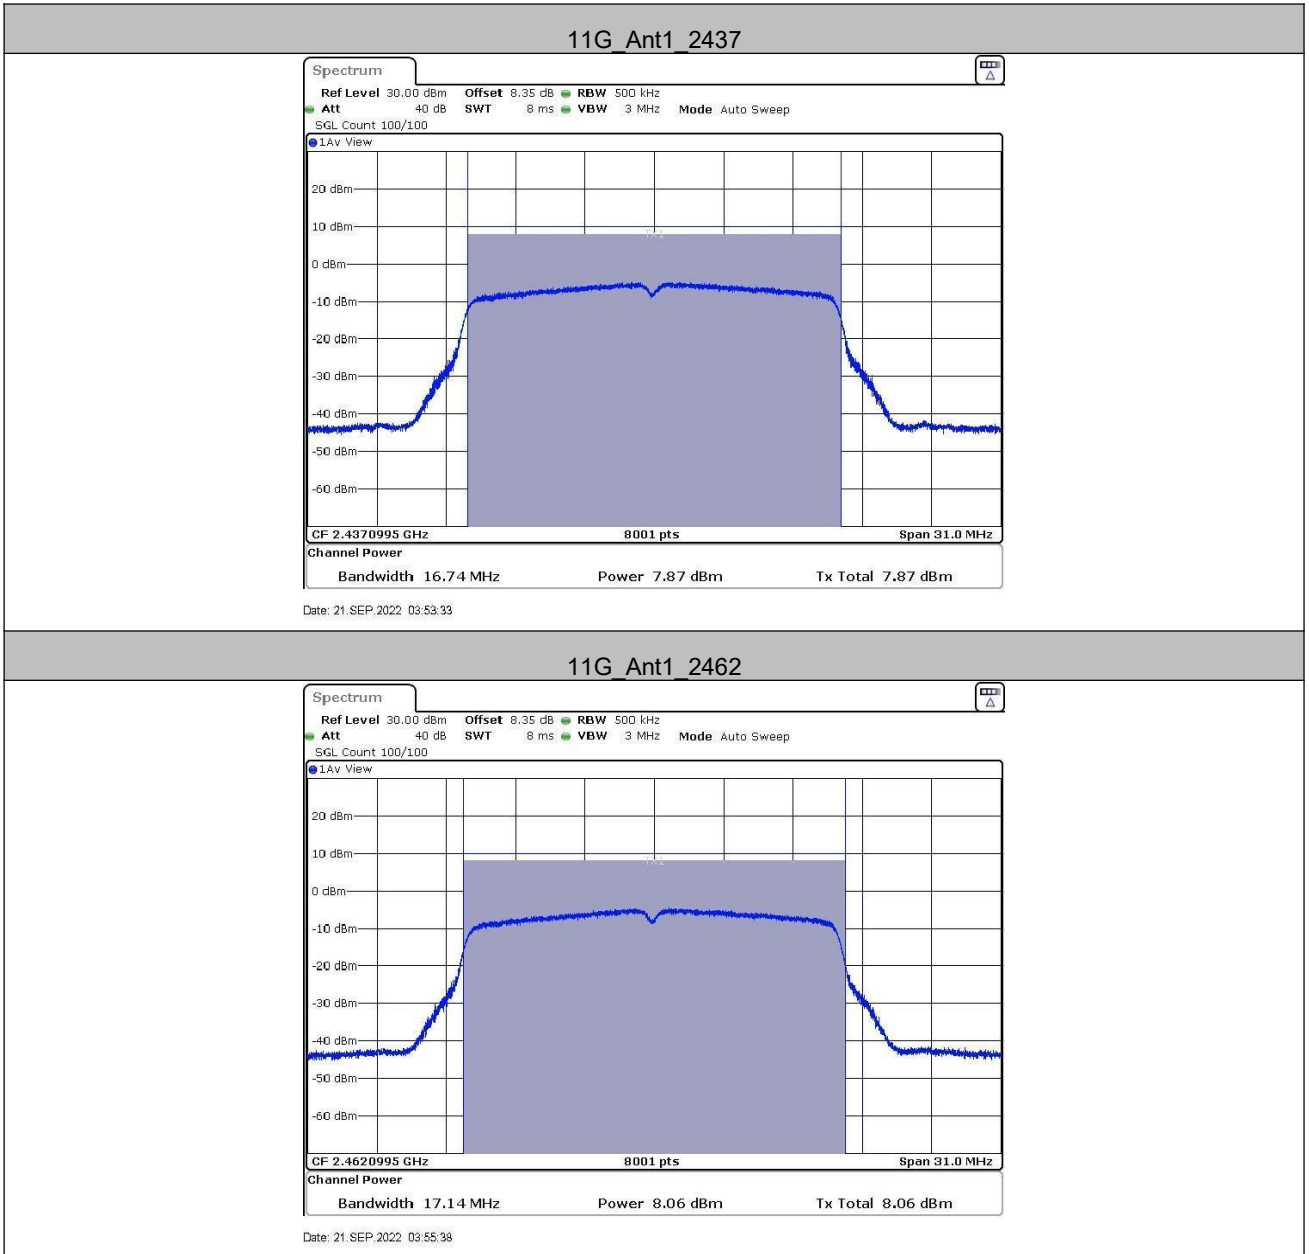 11G_Ant1_2437
Spectrum
Ref Level 30.00 dBm Offset 8.35 dB RBW 500 kHz
Att 40 dB SWT 8 ms VBW 3 MHz Mode Auto Sweep
SGL Count 100/100
1Av View
20 dBm
10 dBm
TX1
0 dBm
-10 dBm
-20 dBm
-30 dBm
-40 dBm
-50 dBm
-60 dBm
CF 2.4370995 GHz 8001 pts Span 31.0 MHz
Channel Power
Bandwidth 16.74 MHz Power 7.87 dBm Tx Total 7.87 dBm
Date: 21.SEP.2022 03:53:33
11G_Ant1_2462
Spectrum
Ref Level 30.00 dBm Offset 8.35 dB RBW 500 kHz
Att 40 dB SWT 8 ms VBW 3 MHz Mode Auto Sweep
SGL Count 100/100
1Av View
20 dBm
10 dBm
TX1
0 dBm
-10 dBm
-20 dBm
-30 dBm
-40 dBm
-50 dBm
-60 dBm
CF 2.4620995 GHz 8001 pts Span 31.0 MHz
Channel Power
Bandwidth 17.14 MHz Power 8.06 dBm Tx Total 8.06 dBm
Date: 21.SEP.2022 03:55:38